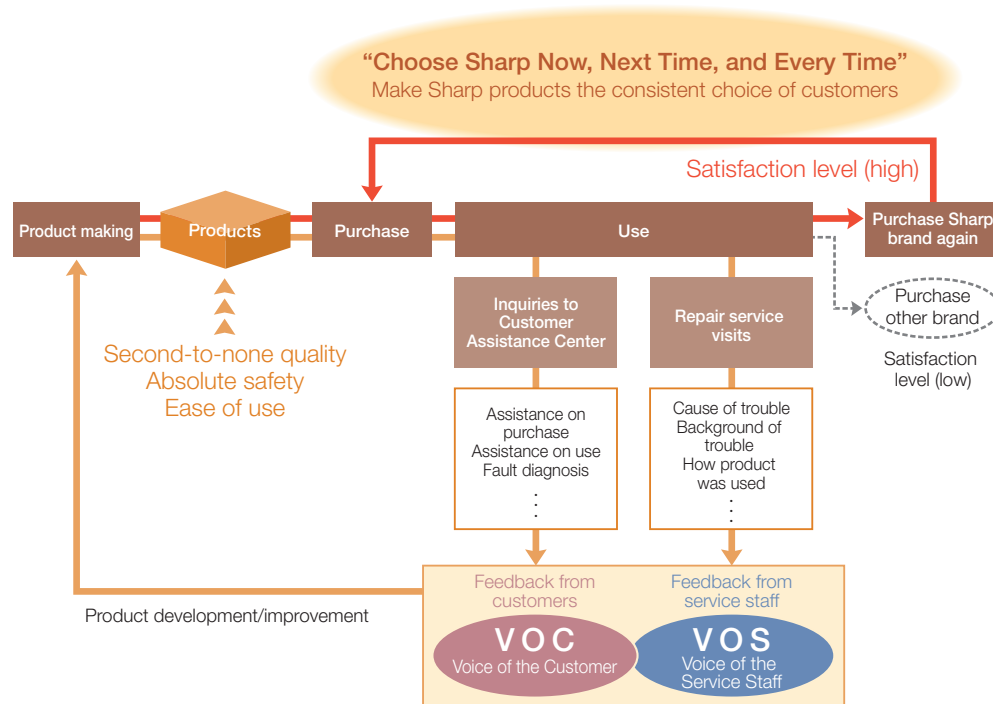 “Choose Sharp Now, Next Time, and Every Time”
Make Sharp products the consistent choice of customers
Satisfaction level (high)
Product making
Products
Purchase
Use
Purchase Sharp
brand again
Purchase
other brand
Satisfaction
level (low)
Second-to-none quality
Absolute safety
Ease of use
Inquiries to
Customer
Assistance Center
Repair service
visits
Assistance on
purchase
Assistance on use
Fault diagnosis
...
Cause of trouble
Background of
trouble
How product
was used
...
Product development/improvement
Feedback from
customers
VOC
Voice of the Customer
Feedback from
service staff
VOS
Voice of the
Service Staff